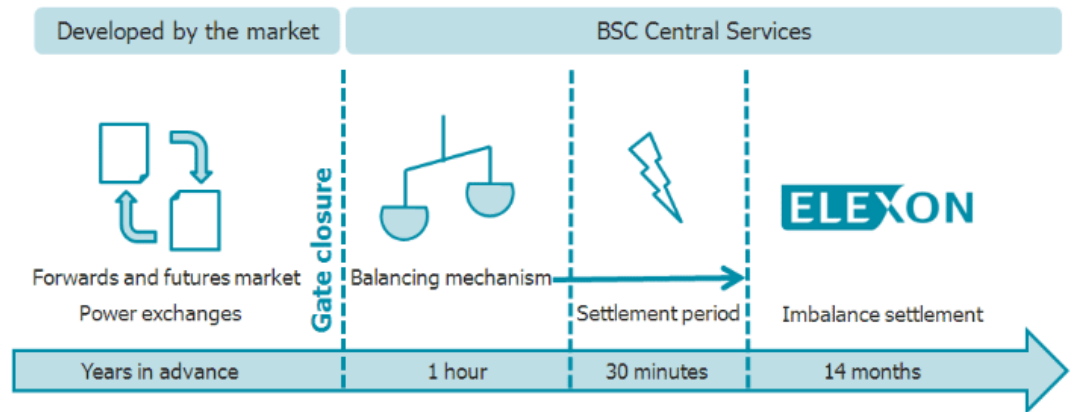 Developed by the market
BSC Central Services
Gate closure
ELEXON
Forwards and futures market
Balancing mechanism
Power exchanges
Settlement period
Imbalance settlement
Years in advance
1 hour
30 minutes
14 months